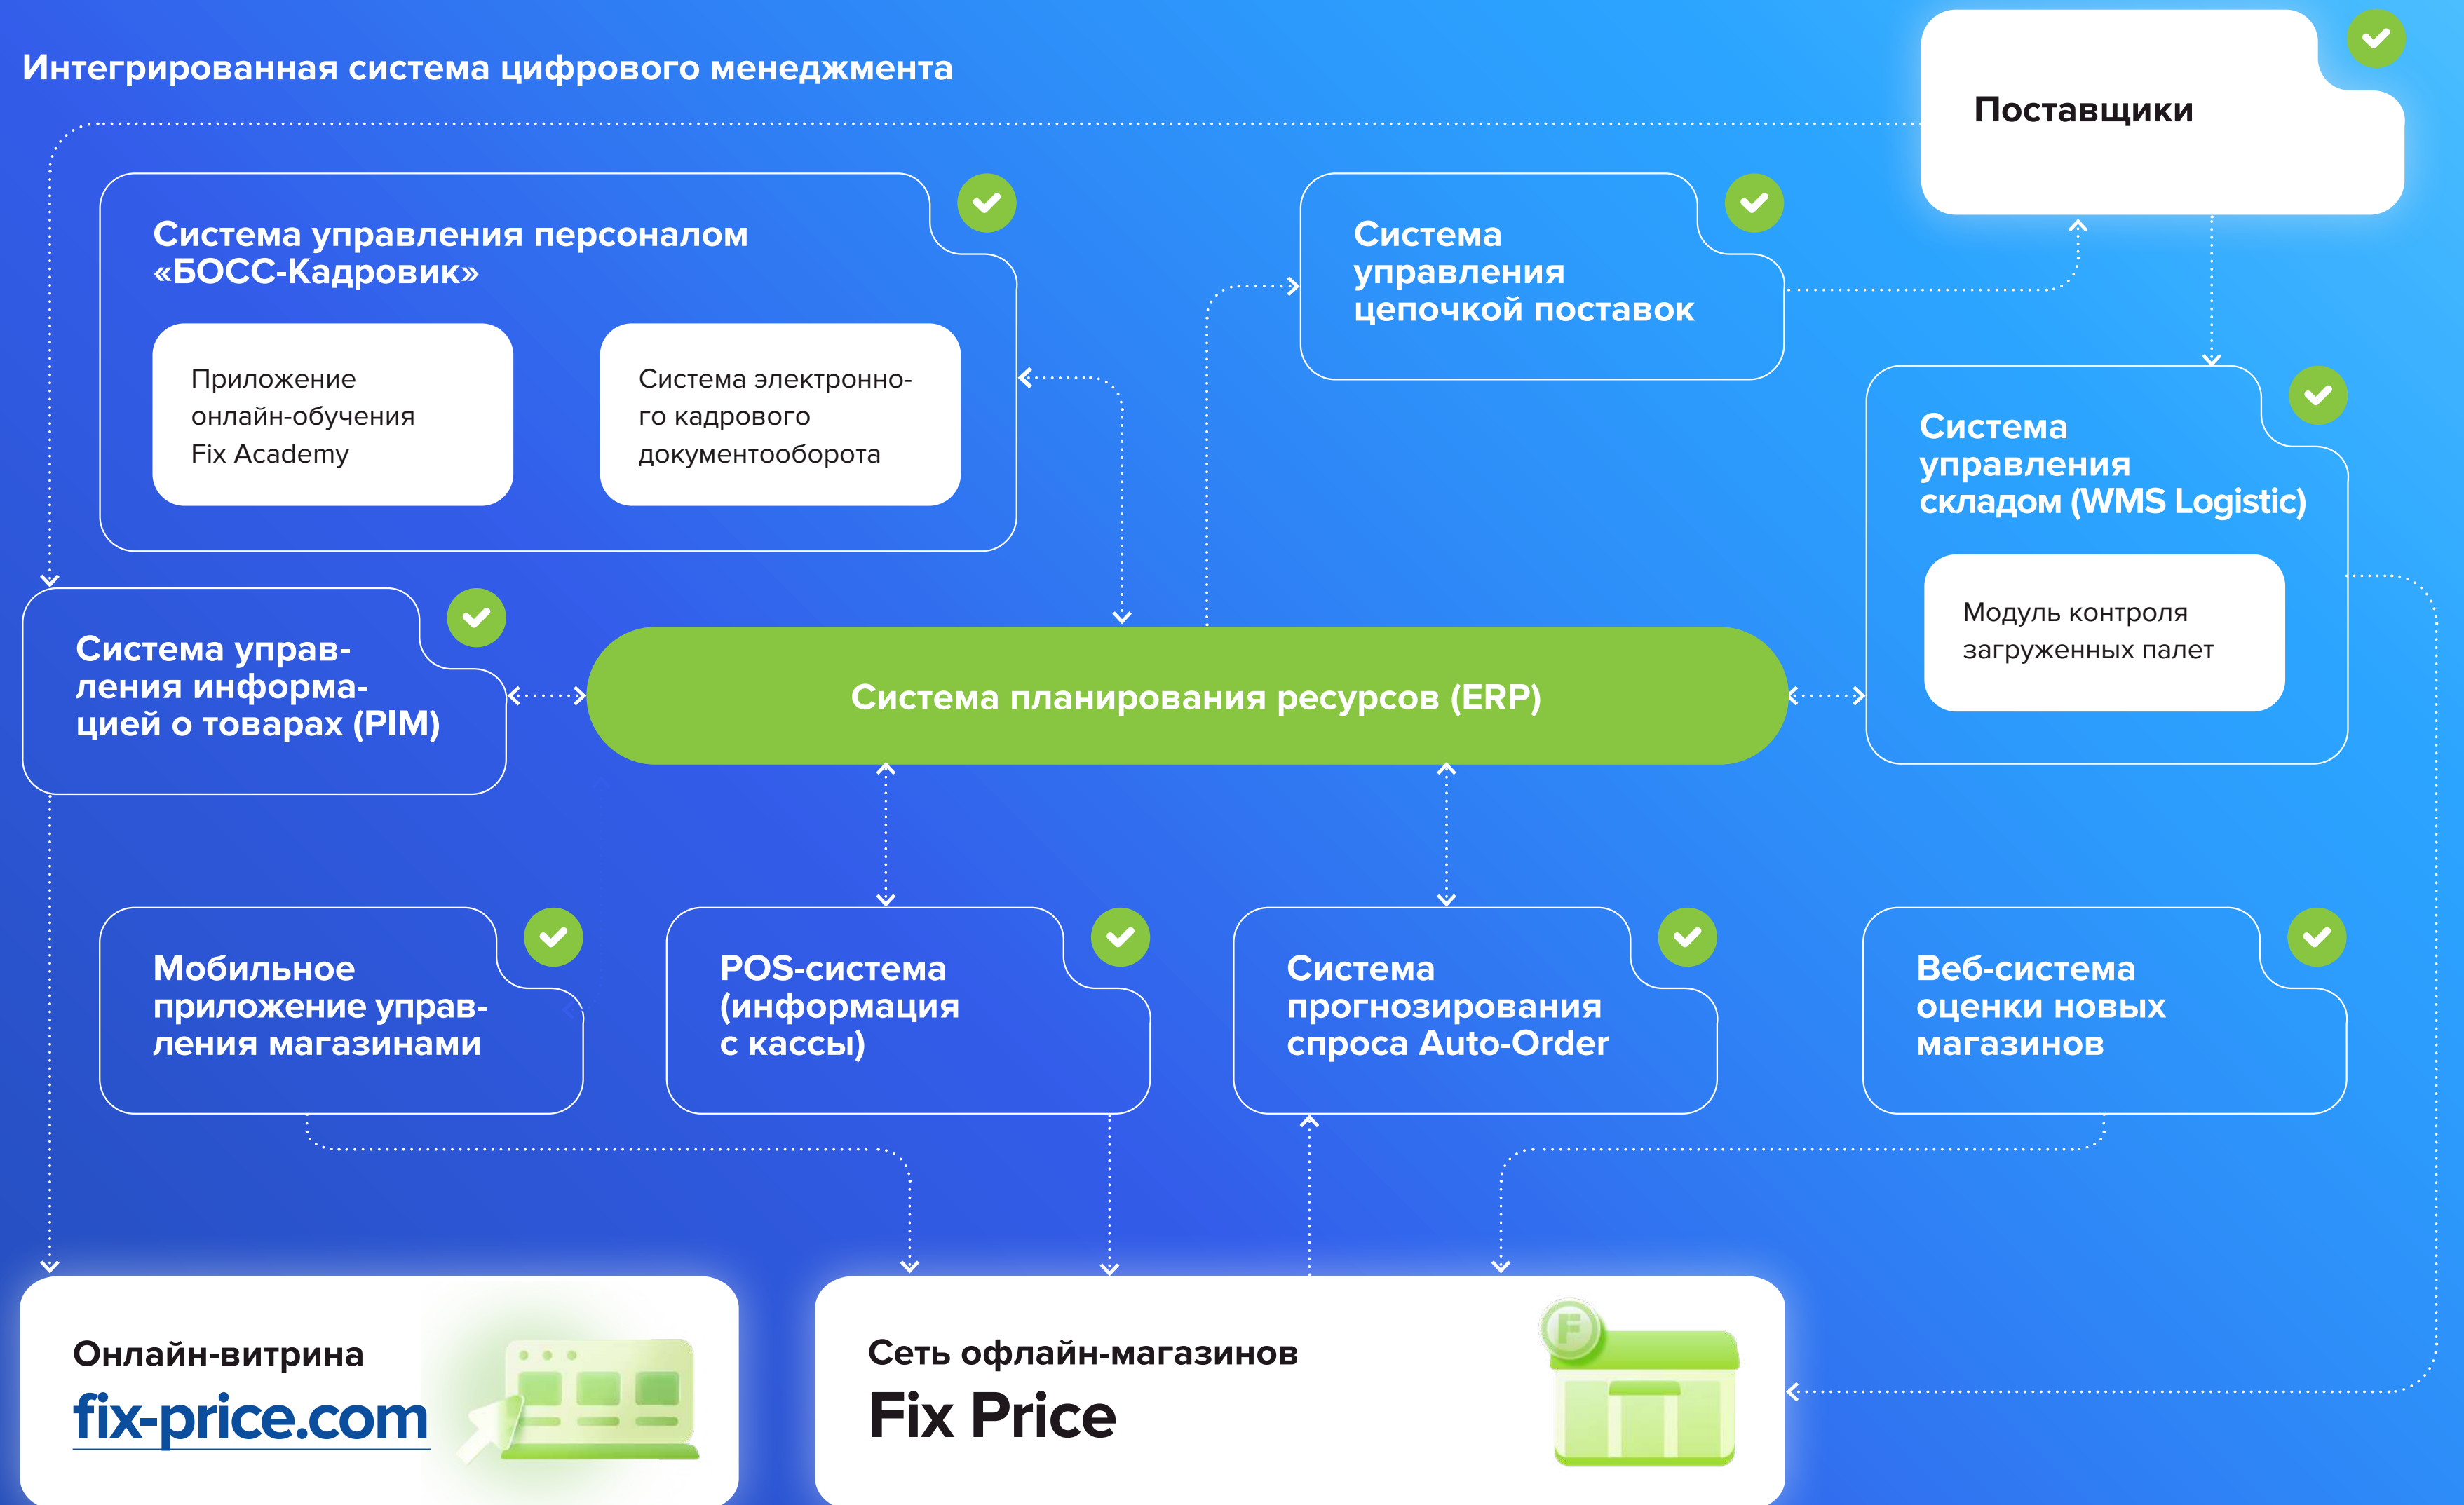 Интегрированная система цифрового менеджмента
Поставщики
Система управления персоналом
«БОСС-Кадровик»
Приложение
онлайн-обучения
Fix Academy
Система электронно-
го кадрового
документооборота
Система
управления
цепочкой поставок
Система
управления
складом (WMS Logistic)
Модуль контроля
загруженных палет
Система управ-
ления информа-
цией о товарах (PIM)
Система планирования ресурсов (ERP)
Мобильное
приложение управ-
ления магазинами
POS-система
(информация
с кассы)
Система
прогнозирования
спроса Auto-Order
Веб-система
оценки новых
магазинов
Онлайн-витрина
fix-price.com
Сеть офлайн-магазинов
Fix Price
F